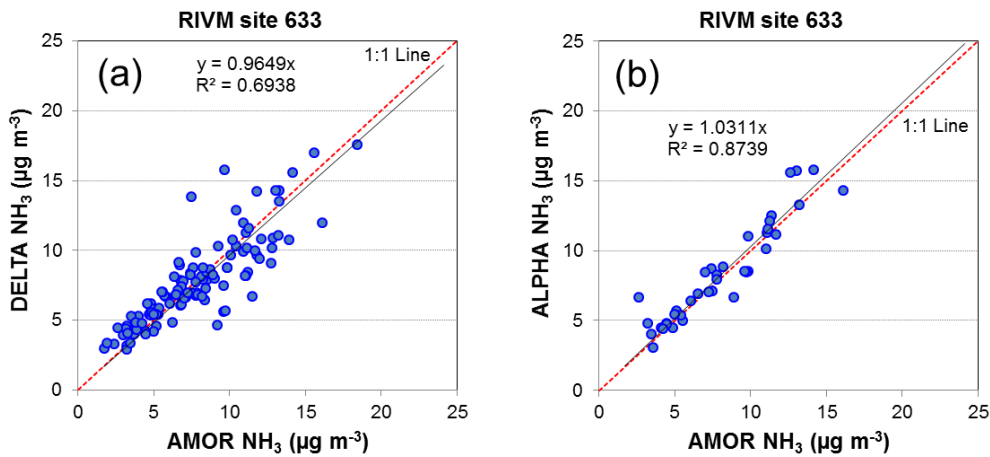 RIVM site 633
(a)
y = 0.9649x
R² = 0.6938
1:1 Line
DELTA NH₃ (µg m⁻³)
25
20
15
10
5
0
0 5 10 15 20 25
AMOR NH₃ (µg m⁻³)
RIVM site 633
(b)
y = 1.0311x
R² = 0.8739
1:1 Line
ALPHA NH₃ (µg m⁻³)
25
20
15
10
5
0
0 5 10 15 20 25
AMOR NH₃ (µg m⁻³)